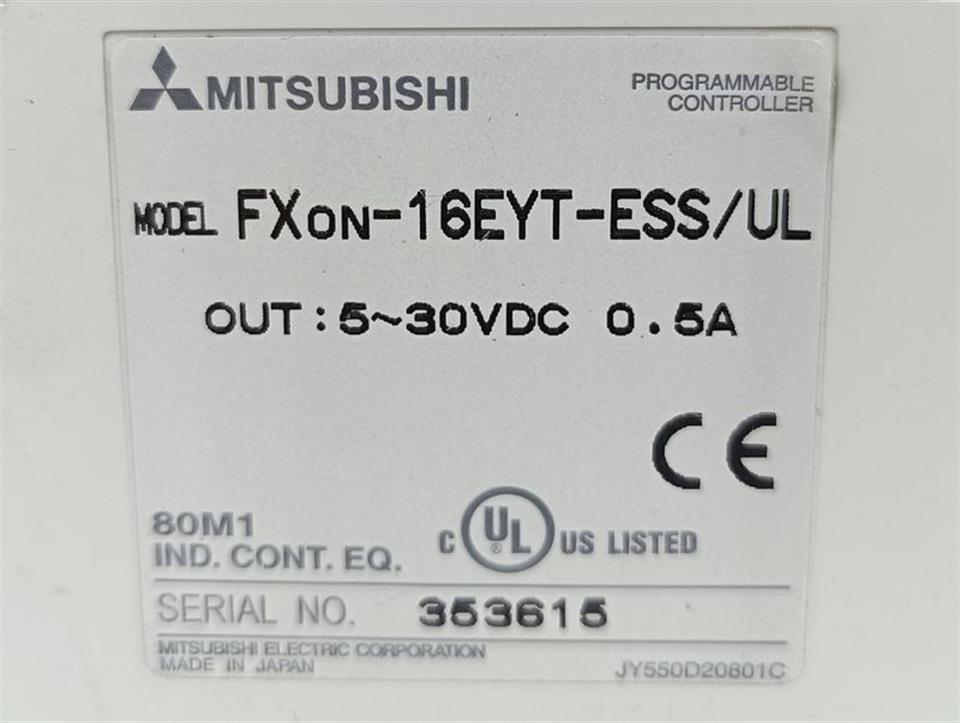 MITSUBISHI
PROGRAMMABLE
CONTROLLER
MODEL FX0N-16EYT-ESS/UL
OUT:5~30VDC 0.5A
CE
80M1
IND. CONT. EQ.
C UL ® US LISTED
SERIAL NO. 353615
MITSUBISHI ELECTRIC CORPORATION
MADE IN JAPAN
JY550D20801C